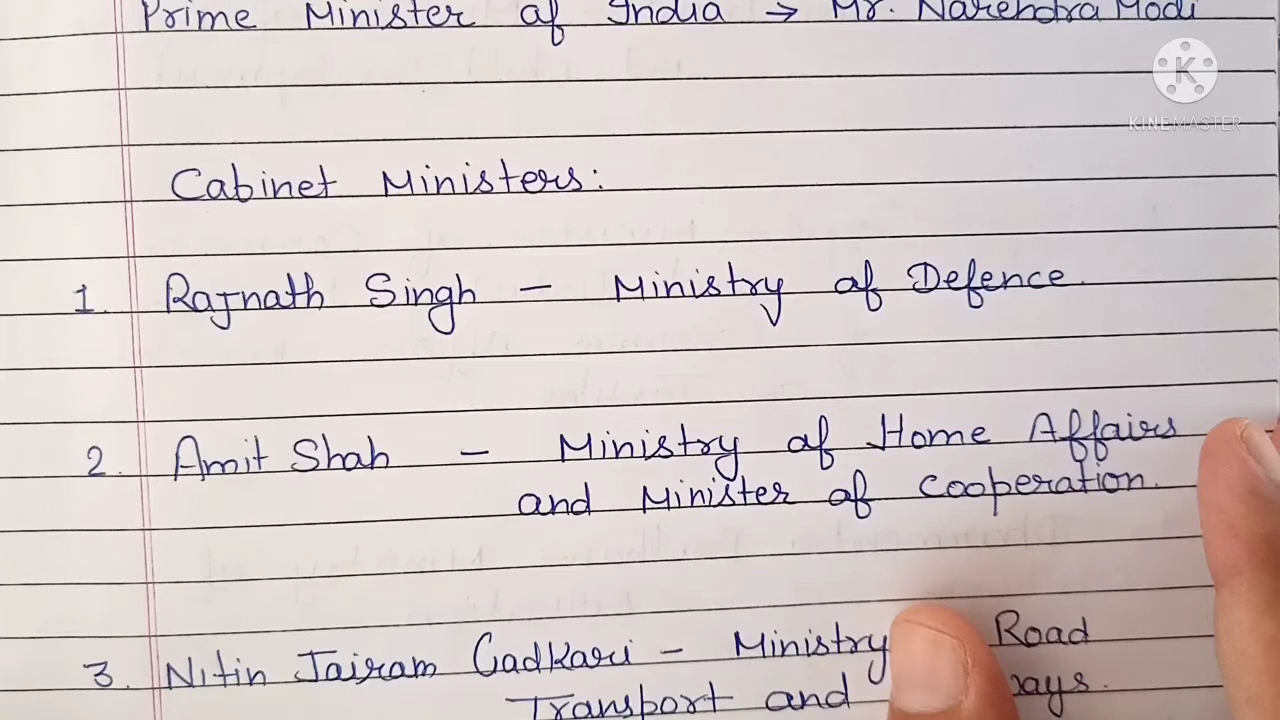 Prime Minister of India → Mr. Narendra Modi
KINEMASTER
Cabinet Ministers:
1. Rajnath Singh - Ministry of Defence.
2. Amit Shah - Ministry of Home Affairs
and Minister of Cooperation.
3. Nitin Jairam Gadkari - Ministry Road
Transport and